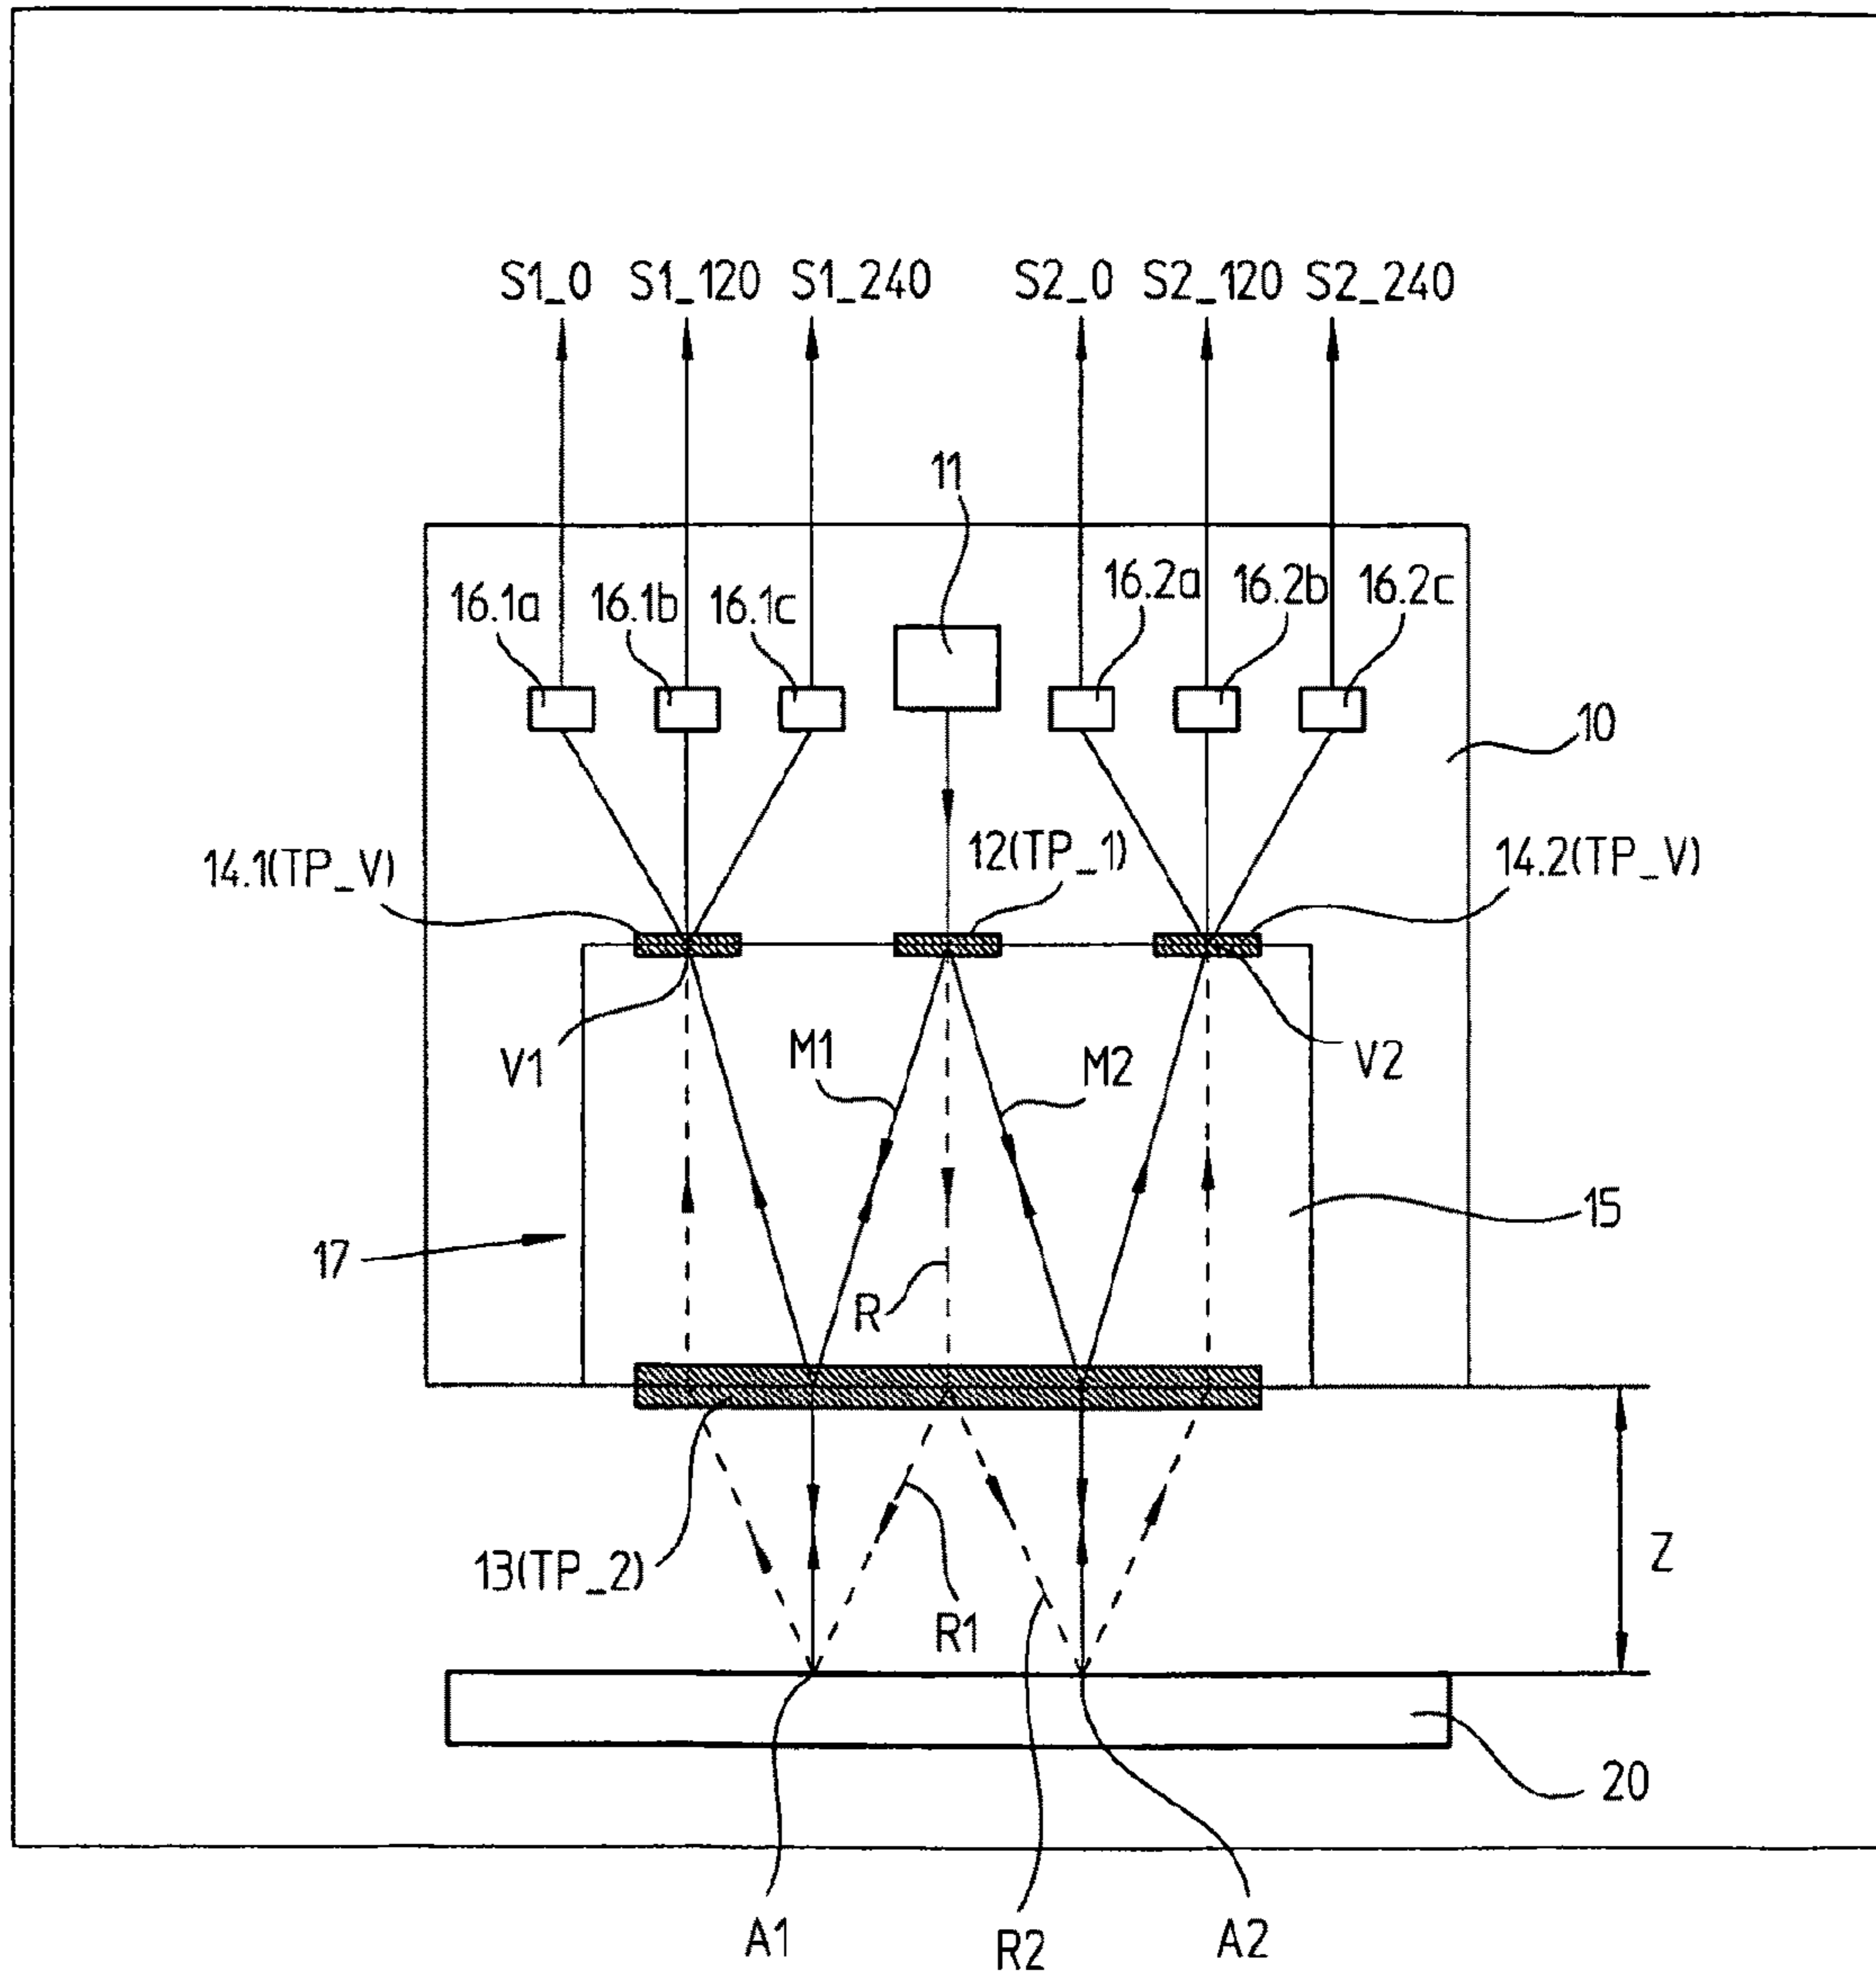 S1_0 S1_120 S1_240 S2_0 S2_120 S2_240
11
16.1a 16.1b 16.1c 16.2a 16.2b 16.2c
10
14.1(TP_V) 12(TP_1) 14.2(TP_V)
V1 M1 M2 V2
15
17
R
13(TP_2) Z
R1
20
A1 R2 A2